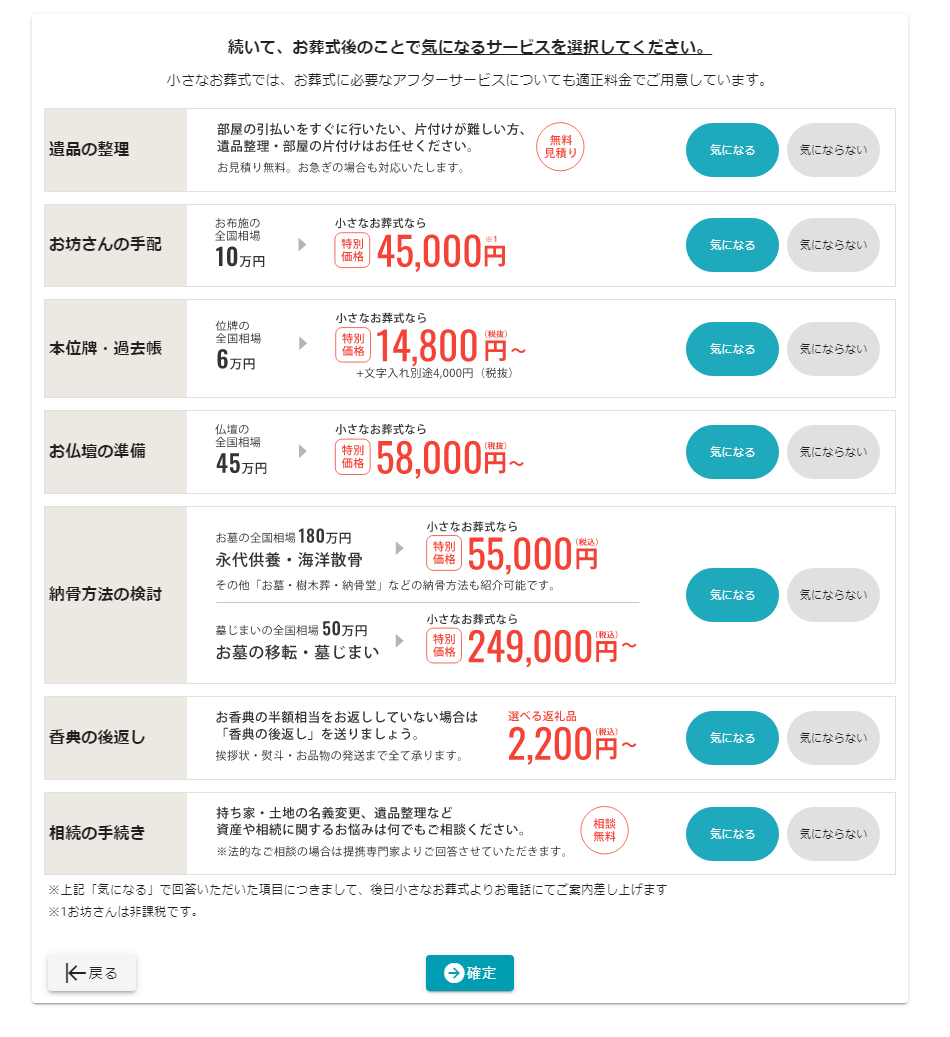 続いて、お葬式後のことで気になるサービスを選択してください。
小さなお葬式では、お葬式に必要なアフターサービスについても適正料金でご用意しています。
遺品の整理
部屋の引払いをすぐに行いたい、片付けが難しい方、
遺品整理・部屋の片付けはお任せください。
お見積り無料。お急ぎの場合も対応いたします。
無料
見積り
気になる
気にならない
お坊さんの手配
お布施の
全国相場
10万円
小さなお葬式なら
特別
価格
45,000円
※1
気になる
気にならない
本位牌・過去帳
位牌の
全国相場
6万円
小さなお葬式なら
特別
価格
14,800円～
（税抜）
+文字入れ別途4,000円（税抜）
気になる
気にならない
お仏壇の準備
仏壇の
全国相場
45万円
小さなお葬式なら
特別
価格
58,000円～
（税抜）
気になる
気にならない
納骨方法の検討
お墓の全国相場 180万円
永代供養・海洋散骨
小さなお葬式なら
特別
価格
55,000円
（税込）
その他「お墓・樹木葬・納骨堂」などの納骨方法も紹介可能です。
墓じまいの全国相場 50万円
お墓の移転・墓じまい
小さなお葬式なら
特別
価格
249,000円～
（税込）
気になる
気にならない
香典の後返し
お香典の半額相当をお返ししていない場合は
「香典の後返し」を送りましょう。
挨拶状・熨斗・お品物の発送まで全て承ります。
選べる返礼品
2,200円～
（税込）
気になる
気にならない
相続の手続き
持ち家・土地の名義変更、遺品整理など
資産や相続に関するお悩みは何でもご相談ください。
※法的なご相談の場合は提携専門家よりご回答させていただきます。
相談
無料
気になる
気にならない
※上記「気になる」で回答いただいた項目につきまして、後日小さなお葬式よりお電話にてご案内差し上げます
※1お坊さんは非課税です。
戻る
確定